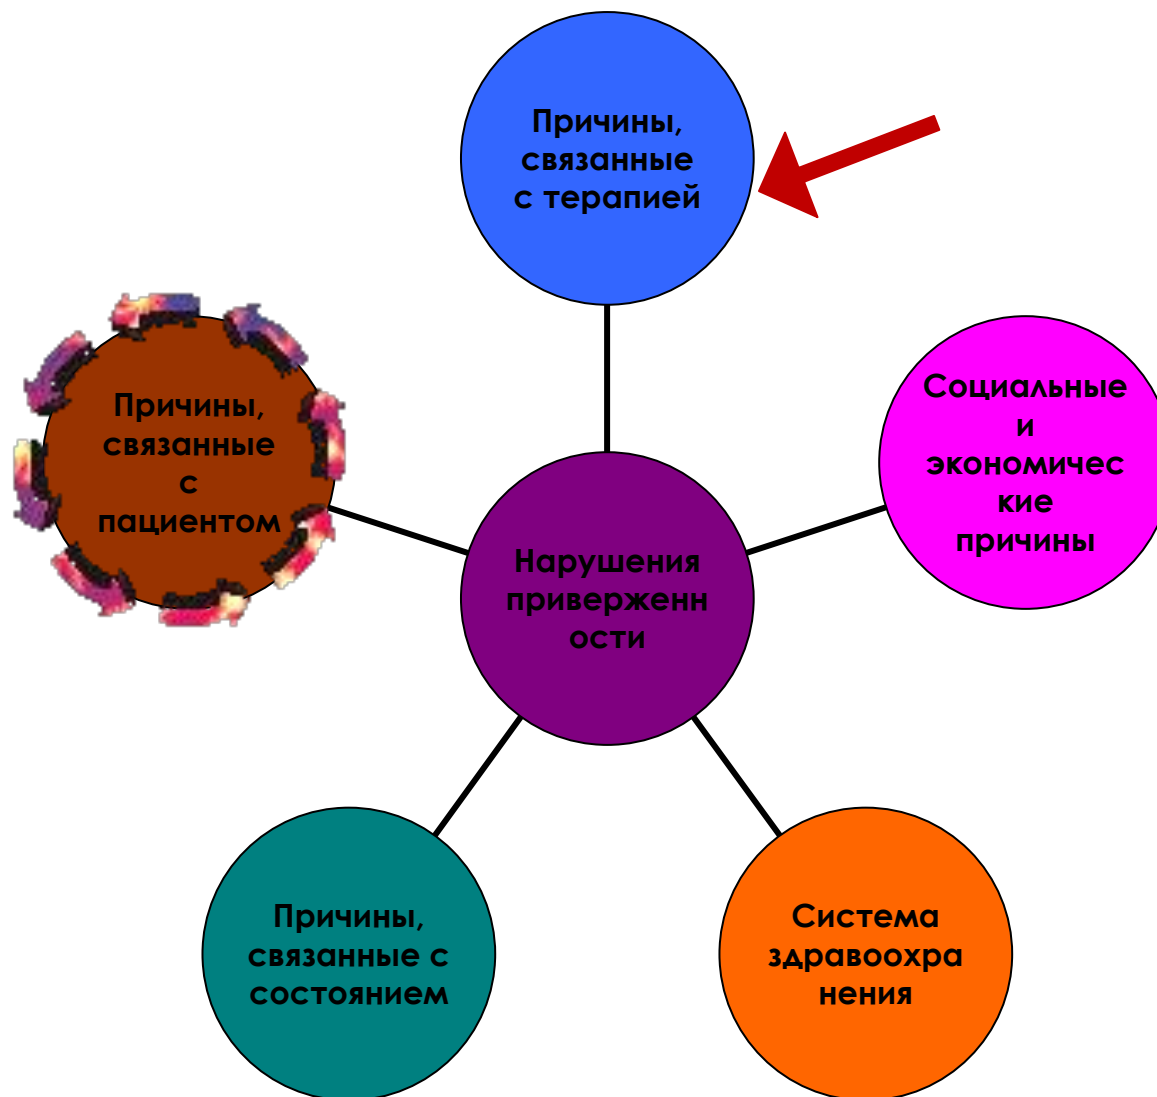 Причины,
связанные
с терапией
Социальные
и
экономичес
кие
причины
Причины,
связанные
с
пациентом
Нарушения
приверженн
ости
Причины,
связанные с
состоянием
Система
здравоохра
нения